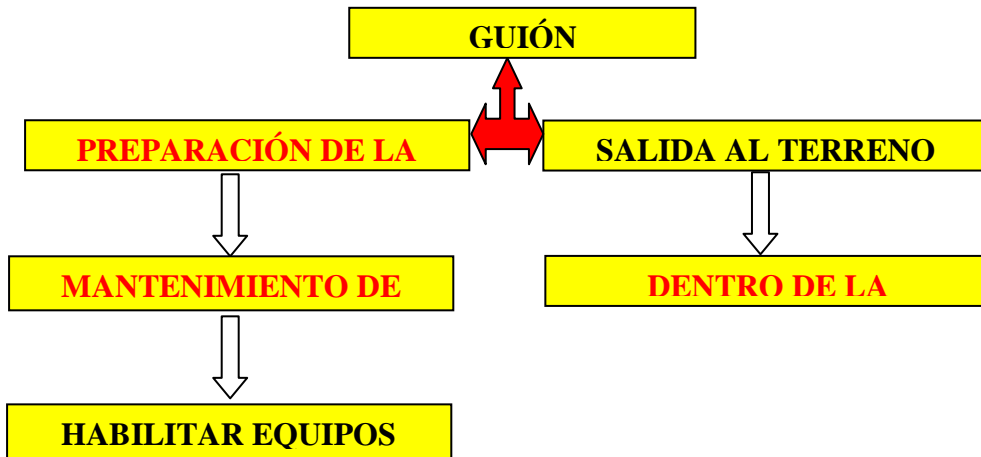 GUIÓN
PREPARACIÓN DE LA
SALIDA AL TERRENO
MANTENIMIENTO DE
DENTRO DE LA
HABILITAR EQUIPOS